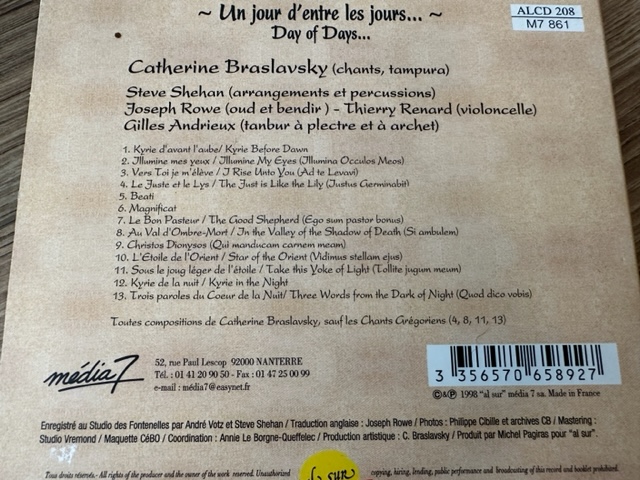 ~ Un jour d'entre les jours... ~
Day of Days...
ALCD 208
M7 861
Catherine Braslavsky (chants, tampura)
Steve Shehan (arrangements et percussions)
Joseph Rowe (oud et bendir ) - Thierry Renard (violoncelle)
Gilles Andrieux (tanbur à plectre et à archet)
1. Kyrie d'avant l'aube/ Kyrie Before Dawn
2. Illumine mes yeux / Illumine My Eyes (Illumina Occulos Meos)
3. Vers Toi je m'élève / I Rise Unto You (Ad te Levavi)
4. Le Juste et le Lys / The Just is Like the Lily (Justus Germinabit)
5. Beati
6. Magnificat
7. Le Bon Pasteur / The Good Shepherd (Ego sum pastor bonus)
8. Au Val d'Ombre-Mort / In the Valley of the Shadow of Death (Si ambulem)
9. Christos Dionysos (Qui manducam carnem meam)
10. L'Etoile de l'Orient / Star of the Orient (Vidimus stellam ejus)
11. Sous le joug léger de l'étoile / Take this Yoke of Light (Tollite jugum meum)
12. Kyrie de la nuit / Kyrie in the Night
13. Trois paroles du Coeur de la Nuit/ Three Words from the Dark of Night (Quod dico vobis)
Toutes compositions de Catherine Braslavsky, sauf les Chants Grégoriens (4, 8, 11, 13)
média 7
52, rue Paul Lescop 92000 NANTERRE
Tél. : 01 41 20 90 50 - Fax : 01 47 25 00 99
e-mail : média7@easynet.fr
3 356570 658927
©&℗ 1998 "al sur" média 7 sa. Made in France
Enregistré au Studio des Fontenelles par André Votz et Steve Shehan / Traduction anglaise : Joseph Rowe / Photos : Philippe Cibille et archives CB / Mastering :
Studio Vremond / Maquette CéBO / Coordination : Annie Le Borgne-Queffelec / Production artistique : C. Braslavsky / Produit par Michel Pagiras pour "al sur".
Tous droits réservés.- All rights of the producer and the owner of the work reserved. Unauthorized
sur
copying, hiring, lending, public performance and broadcasting of this record and booklet prohibited.